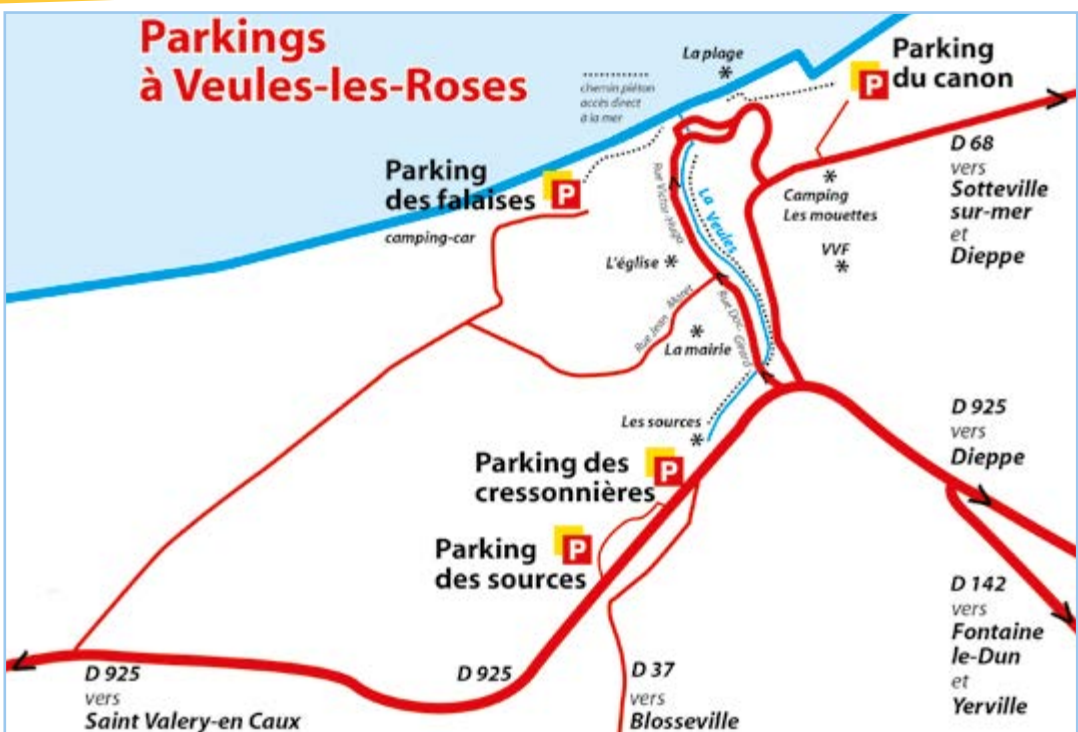 Parkings
à Veules-les-Roses
La plage
chemin piéton
accès direct
à la mer
Parking
du canon
P
D 68
vers
Sotteville
sur-mer
et
Dieppe
Parking
des falaises
P
camping-car
Rue Victor-Hugo
La Veules
Camping
Les mouettes
VVF
L'église
Rue Jean Moret
La mairie
Rue Doc. Girard
Les sources
D 925
vers
Dieppe
Parking des
cressonnières
P
Parking
des sources
P
D 142
vers
Fontaine
le-Dun
et
Yerville
D 925
vers
Saint Valery-en Caux
D 925
D 37
vers
Blosseville